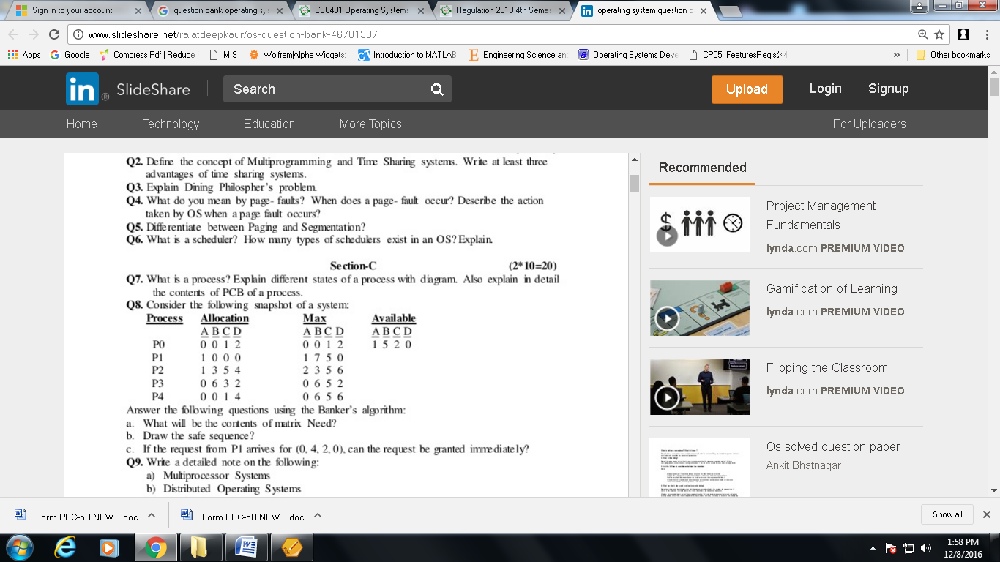 Sign in to your account
question bank operating sys
CS6401 Operating Systems
Regulation 2013 4th Semes
operating system question b
www.slideshare.net/rajatdeepkaur/os-question-bank-46781337
Apps Google Compress Pdf | Reduce MIS Wolfram|Alpha Widgets: Introduction to MATLAB Engineering Science an Operating Systems Deve CP05_FeaturesRegistX4 » Other bookmarks
in® SlideShare Search Upload Login Signup
Home Technology Education More Topics For Uploaders
Q2. Define the concept of Multiprogramming and Time Sharing systems. Write at least three
advantages of time sharing systems.
Q3. Explain Dining Philospher's problem.
Q4. What do you mean by page- faults? When does a page- fault occur? Describe the action
taken by OS when a page fault occurs?
Q5. Differentiate between Paging and Segmentation?
Q6. What is a scheduler? How many types of schedulers exist in an OS? Explain.
Section-C (2*10=20)
Q7. What is a process? Explain different states of a process with diagram. Also explain in detail
the contents of PCB of a process.
Q8. Consider the following snapshot of a system:
Process Allocation Max Available
A B C D A B C D A B C D
P0 0 0 1 2 0 0 1 2 1 5 2 0
P1 1 0 0 0 1 7 5 0
P2 1 3 5 4 2 3 5 6
P3 0 6 3 2 0 6 5 2
P4 0 0 1 4 0 6 5 6
Answer the following questions using the Banker's algorithm:
a. What will be the contents of matrix Need?
b. Draw the safe sequence?
c. If the request from P1 arrives for (0, 4, 2, 0), can the request be granted immediately?
Q9. Write a detailed note on the following:
a) Multiprocessor Systems
b) Distributed Operating Systems
Recommended
Project Management
Fundamentals
lynda.com PREMIUM VIDEO
Gamification of Learning
lynda.com PREMIUM VIDEO
Flipping the Classroom
lynda.com PREMIUM VIDEO
Os solved question paper
Ankit Bhatnagar
Form PEC-5B NEW ....doc
Form PEC-5B NEW ....doc
Show all
1:58 PM
12/8/2016